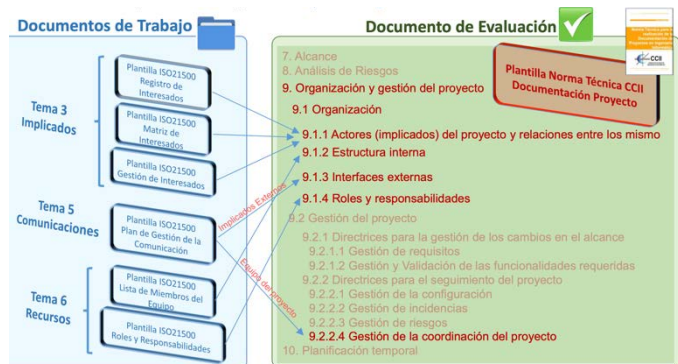 Documentos de Trabajo
Tema 3
Implicados
Plantilla ISO21500
Registro de
Interesados
Plantilla ISO21500
Matriz de
Interesados
Plantilla ISO21500
Gestión de Interesados
Tema 5
Comunicaciones
Plantilla ISO21500
Plan de Gestión de la
Comunicación
Tema 6
Recursos
Plantilla ISO21500
Lista de Miembros del
Equipo
Plantilla ISO21500
Roles y Responsabilidades
Implicados Externos
Equipo del proyecto
Documento de Evaluación
CCII
Plantilla Norma Técnica CCII
Documentación Proyecto
7. Alcance
8. Análisis de Riesgos
9. Organización y gestión del proyecto
9.1 Organización
9.1.1 Actores (implicados) del proyecto y relaciones entre los mismo
9.1.2 Estructura interna
9.1.3 Interfaces externas
9.1.4 Roles y responsabilidades
9.2 Gestión del proyecto
9.2.1 Directrices para la gestión de los cambios en el alcance
9.2.1.1 Gestión de requisitos
9.2.1.2 Gestión y Validación de las funcionalidades requeridas
9.2.2 Directrices para el seguimiento del proyecto
9.2.2.1 Gestión de la configuración
9.2.2.2 Gestión de incidencias
9.2.2.3 Gestión de riesgos
9.2.2.4 Gestión de la coordinación del proyecto
10. Planificación temporal